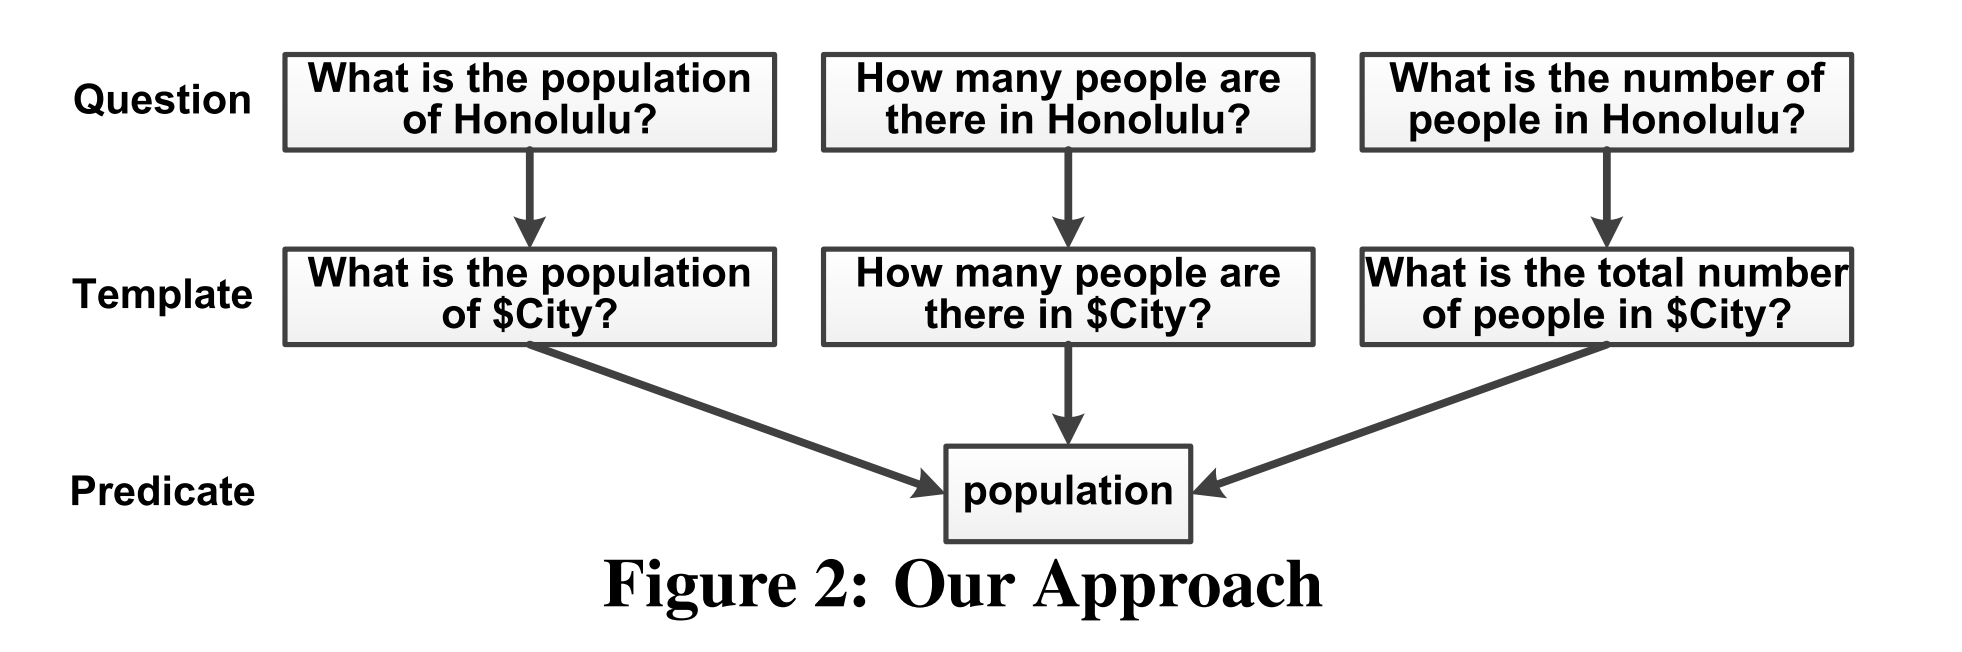 Question
What is the population
of Honolulu?
How many people are
there in Honolulu?
What is the number of
people in Honolulu?
Template
What is the population
of $City?
How many people are
there in $City?
What is the total number
of people in $City?
Predicate
population
Figure 2: Our Approach